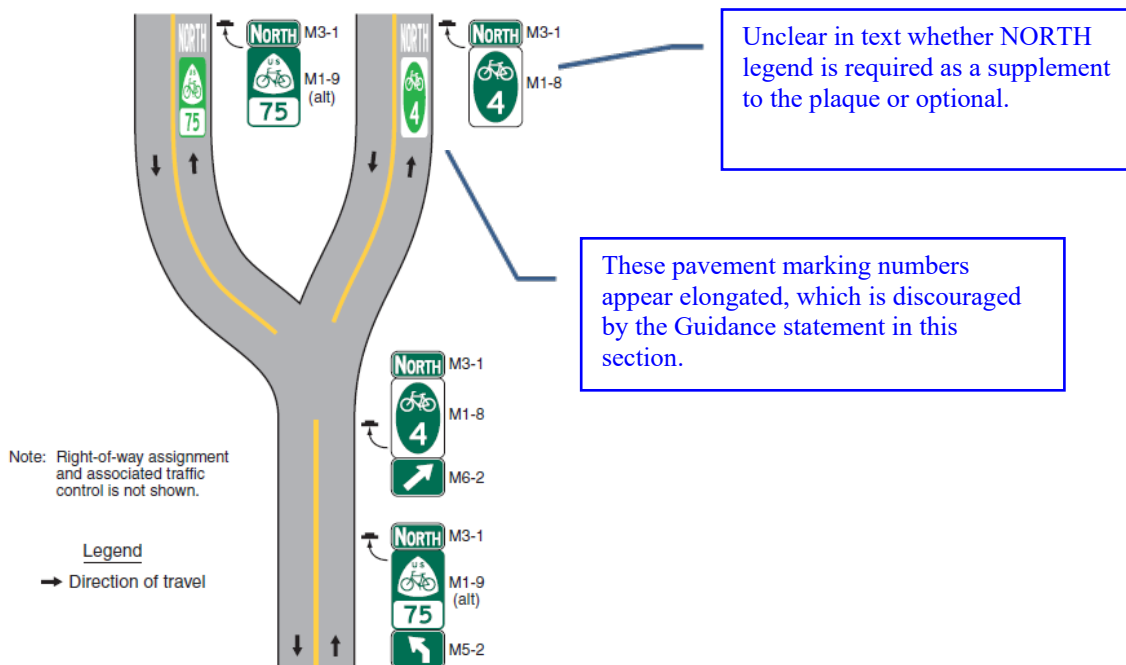 NORTH
US
75
NORTH M3-1
US
75
M1-9
(alt)
NORTH
4
NORTH M3-1
4
M1-8
Unclear in text whether NORTH
legend is required as a supplement
to the plaque or optional.
These pavement marking numbers
appear elongated, which is discouraged
by the Guidance statement in this
section.
NORTH M3-1
4
M1-8
M6-2
Note: Right-of-way assignment
and associated traffic
control is not shown.
Legend
Direction of travel
NORTH M3-1
US
75
M1-9
(alt)
M5-2